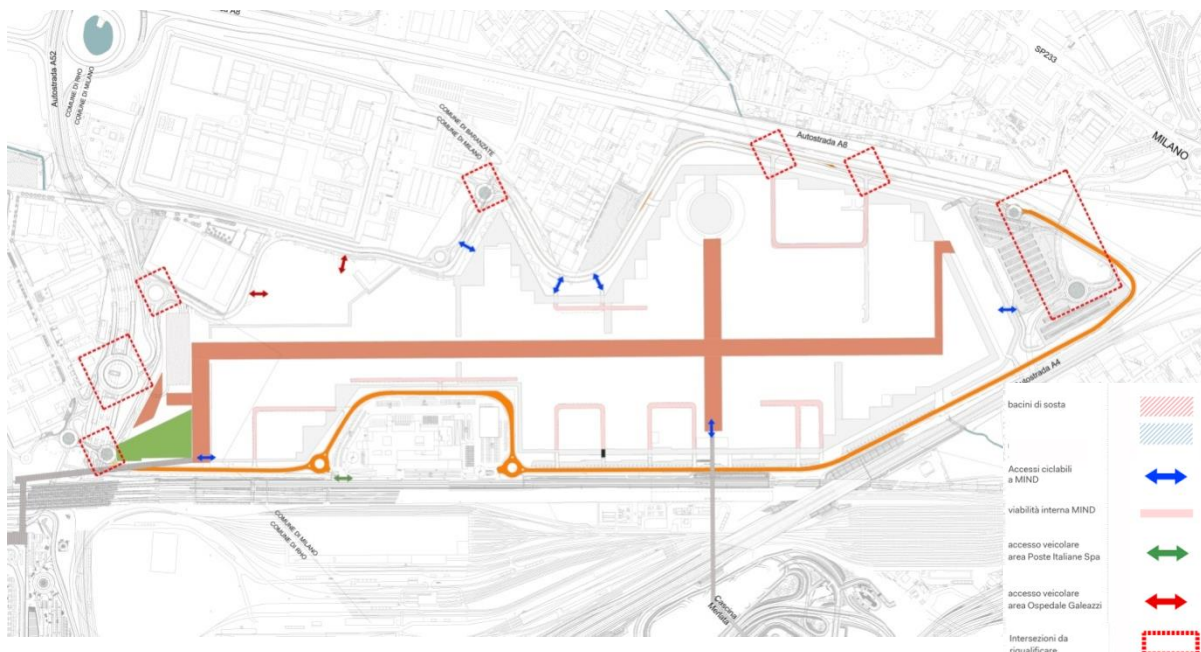 Autostrada A8
Autostrada A52
COMUNE DI RHO
COMUNE DI MILANO
COMUNE DI BARANZATE
COMUNE DI MILANO
SP233
MILANO
Autostrada A8
Autostrada A4
COMUNE DI MILANO
COMUNE DI RHO
Cascina
Merlata
bacini di sosta
Accessi ciclabili
a MIND
viabilità interna MIND
accesso veicolare
area Poste Italiane Spa
accesso veicolare
area Ospedale Galeazzi
Intersezioni da
riqualificare